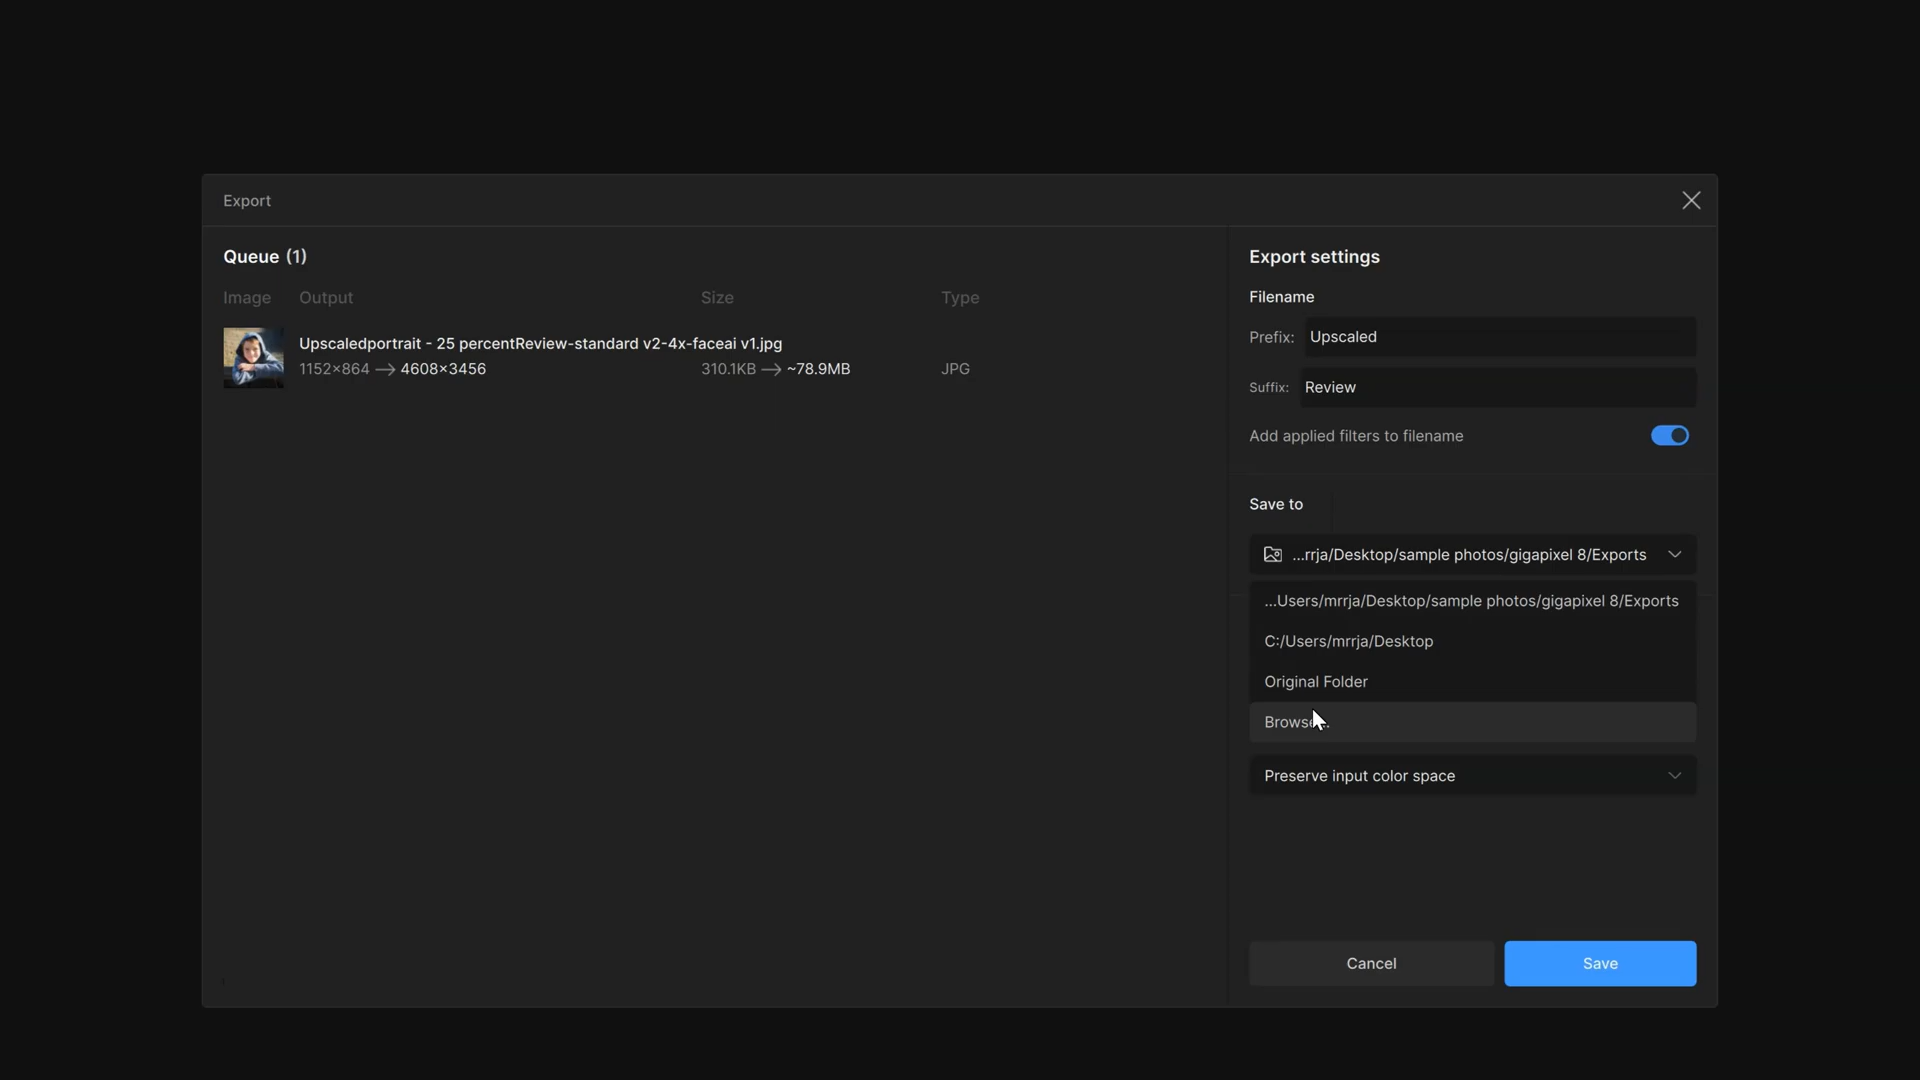 Export
Queue (1)
Image Output Size Type
Upscaledportrait - 25 percentReview-standard v2-4x-faceai v1.jpg
1152×864 → 4608×3456 310.1KB → ~78.9MB JPG
Export settings
Filename
Prefix: Upscaled
Suffix: Review
Add applied filters to filename
Save to
...rrja/Desktop/sample photos/gigapixel 8/Exports
...Users/mrrja/Desktop/sample photos/gigapixel 8/Exports
C:/Users/mrrja/Desktop
Original Folder
Browse...
Preserve input color space
Cancel Save